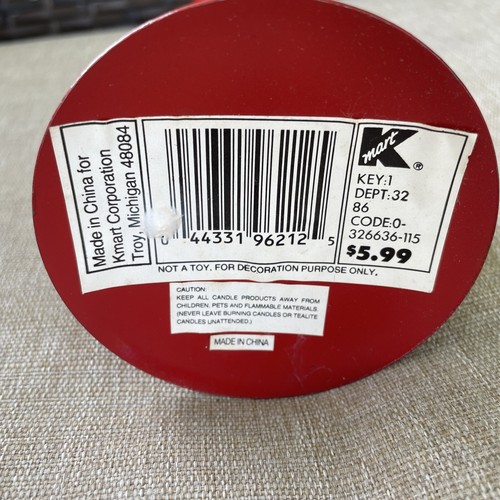 Made in China for
Kmart Corporation
Troy, Michigan 48084
0 44331 96212 5
K
mart
®
KEY:1
DEPT:32
86
CODE:0-
326636-115
$5.99
NOT A TOY. FOR DECORATION PURPOSE ONLY.
CAUTION:
KEEP ALL CANDLE PRODUCTS AWAY FROM
CHILDREN, PETS AND FLAMMABLE MATERIALS.
(NEVER LEAVE BURNING CANDLES OR TEALITE
CANDLES UNATTENDED.)
MADE IN CHINA